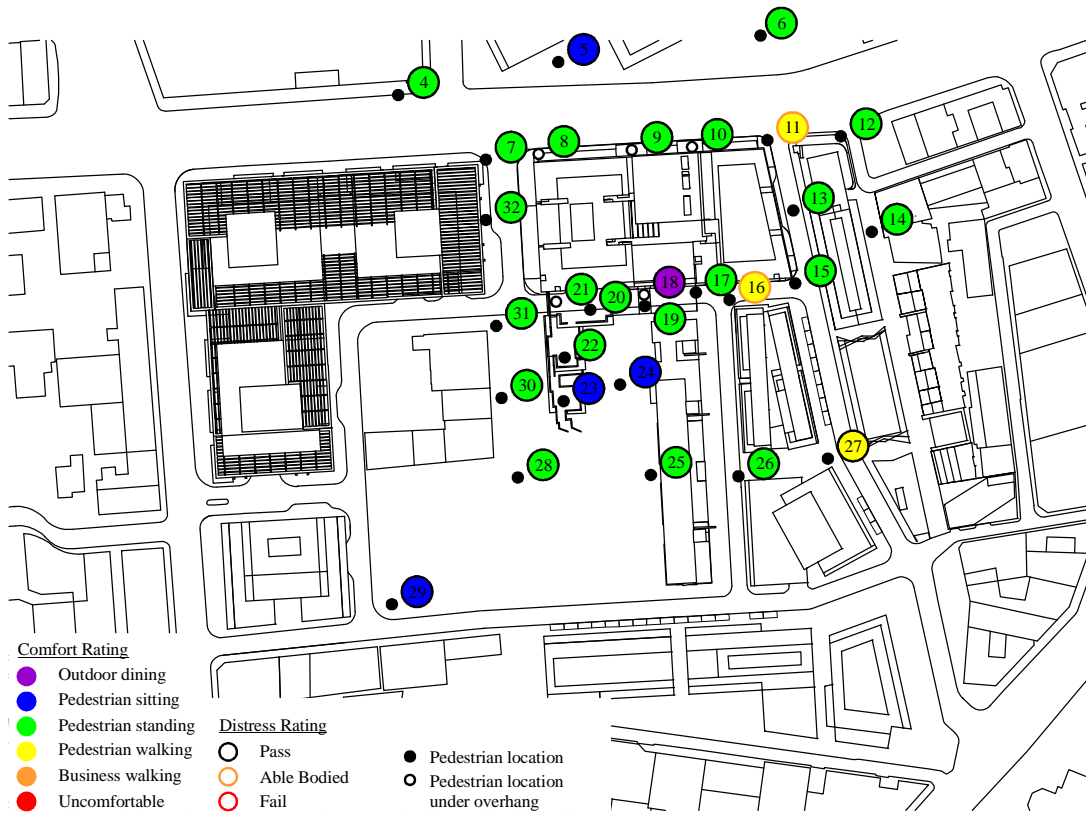 6
5
4
11
12
7
8
9
10
32
13
14
15
18
17
16
21
20
19
31
22
24
30
23
28
25
26
27
29
Comfort Rating
Outdoor dining
Pedestrian sitting
Pedestrian standing
Pedestrian walking
Business walking
Uncomfortable
Distress Rating
Pass
Able Bodied
Fail
Pedestrian location
Pedestrian location
under overhang